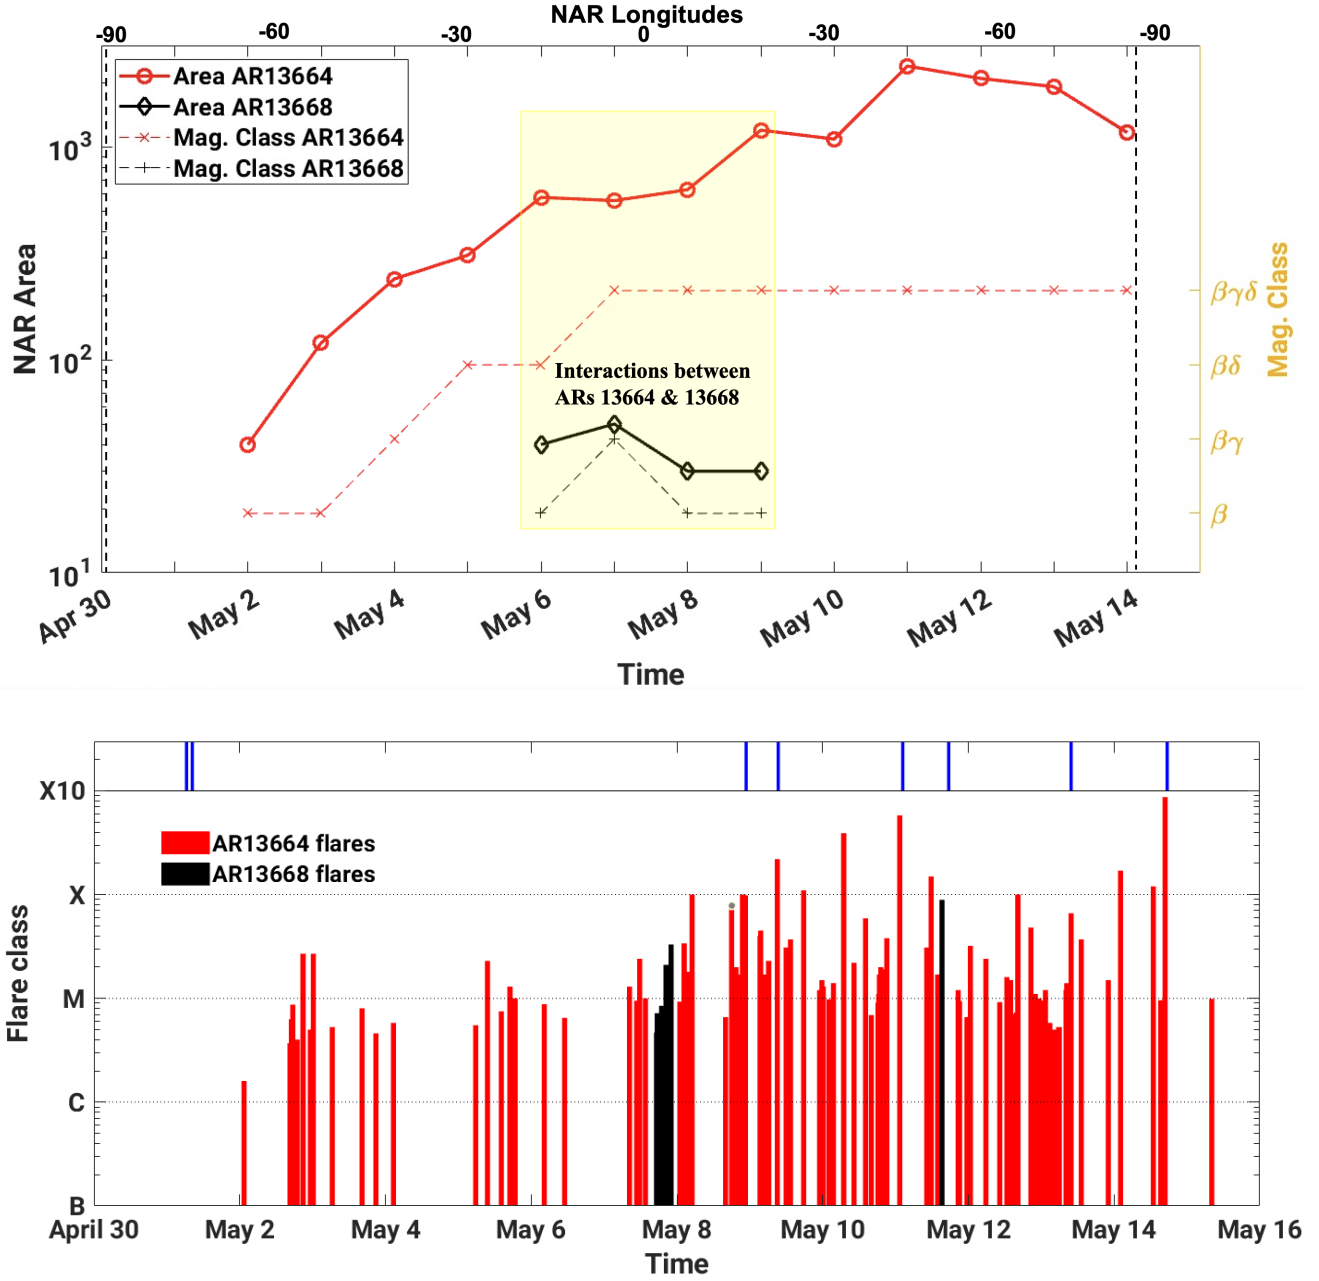 NAR Longitudes
-90 -60 -30 0 -30 -60 -90
Area AR13664
Area AR13668
Mag. Class AR13664
Mag. Class AR13668
10³
10²
10¹
NAR Area
Interactions between
ARs 13664 & 13668
βγδ
βδ
βγ
β
Mag. Class
Apr 30 May 2 May 4 May 6 May 8 May 10 May 12 May 14
Time
X10
X
M
C
B
Flare class
AR13664 flares
AR13668 flares
April 30 May 2 May 4 May 6 May 8 May 10 May 12 May 14 May 16
Time